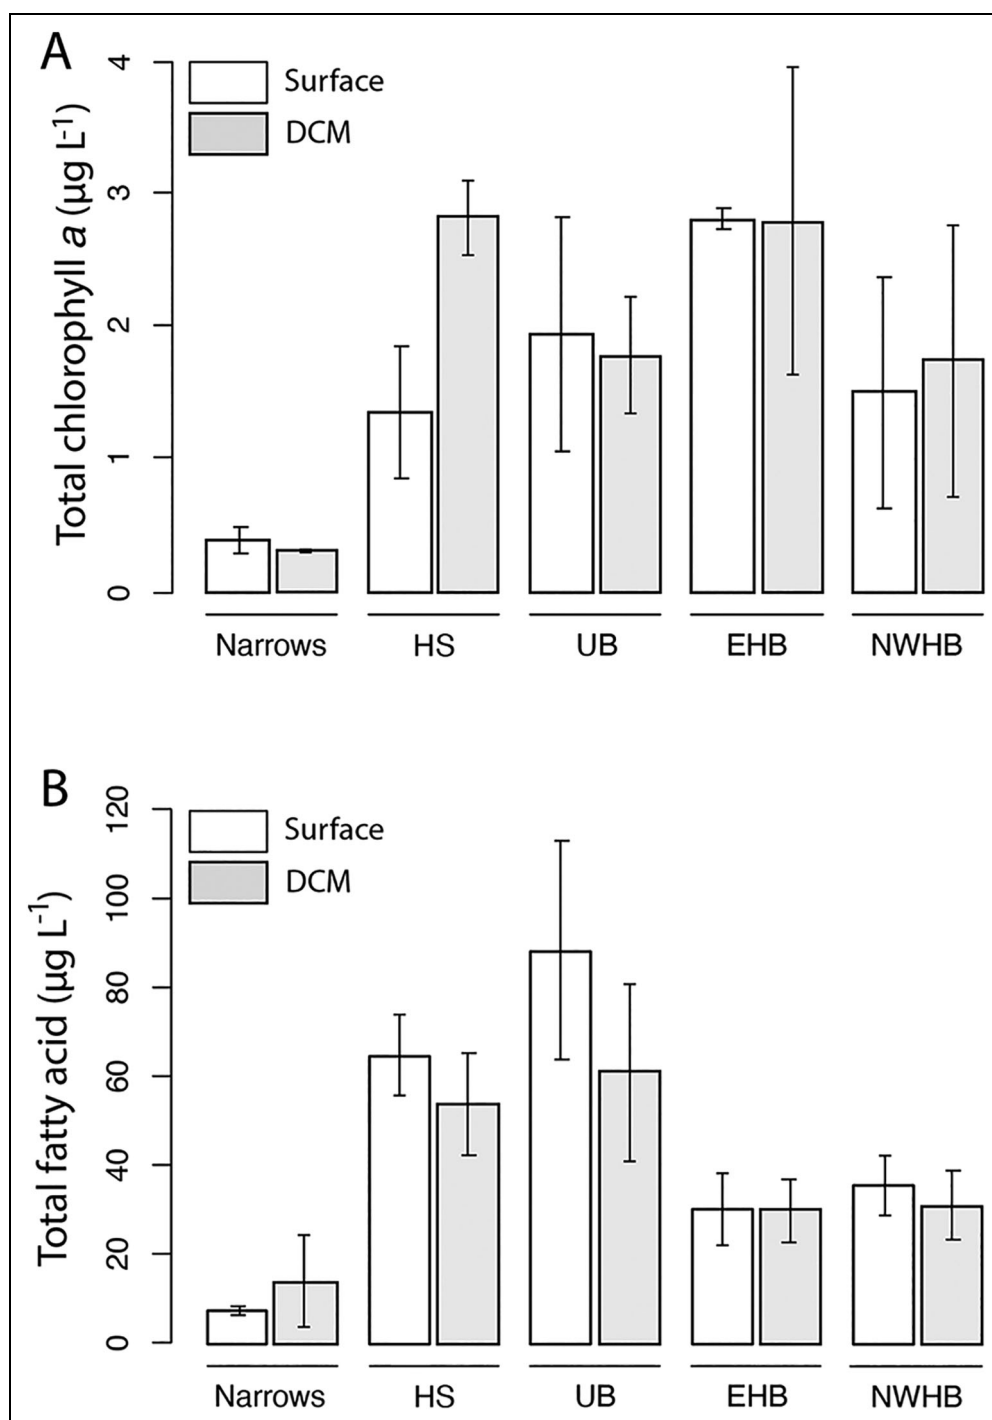 A
Total chlorophyll a (µg L-1)
4
3
2
1
0
Surface
DCM
Narrows
HS
UB
EHB
NWHB
B
Total fatty acid (µg L-1)
120
100
80
60
40
20
0
Surface
DCM
Narrows
HS
UB
EHB
NWHB